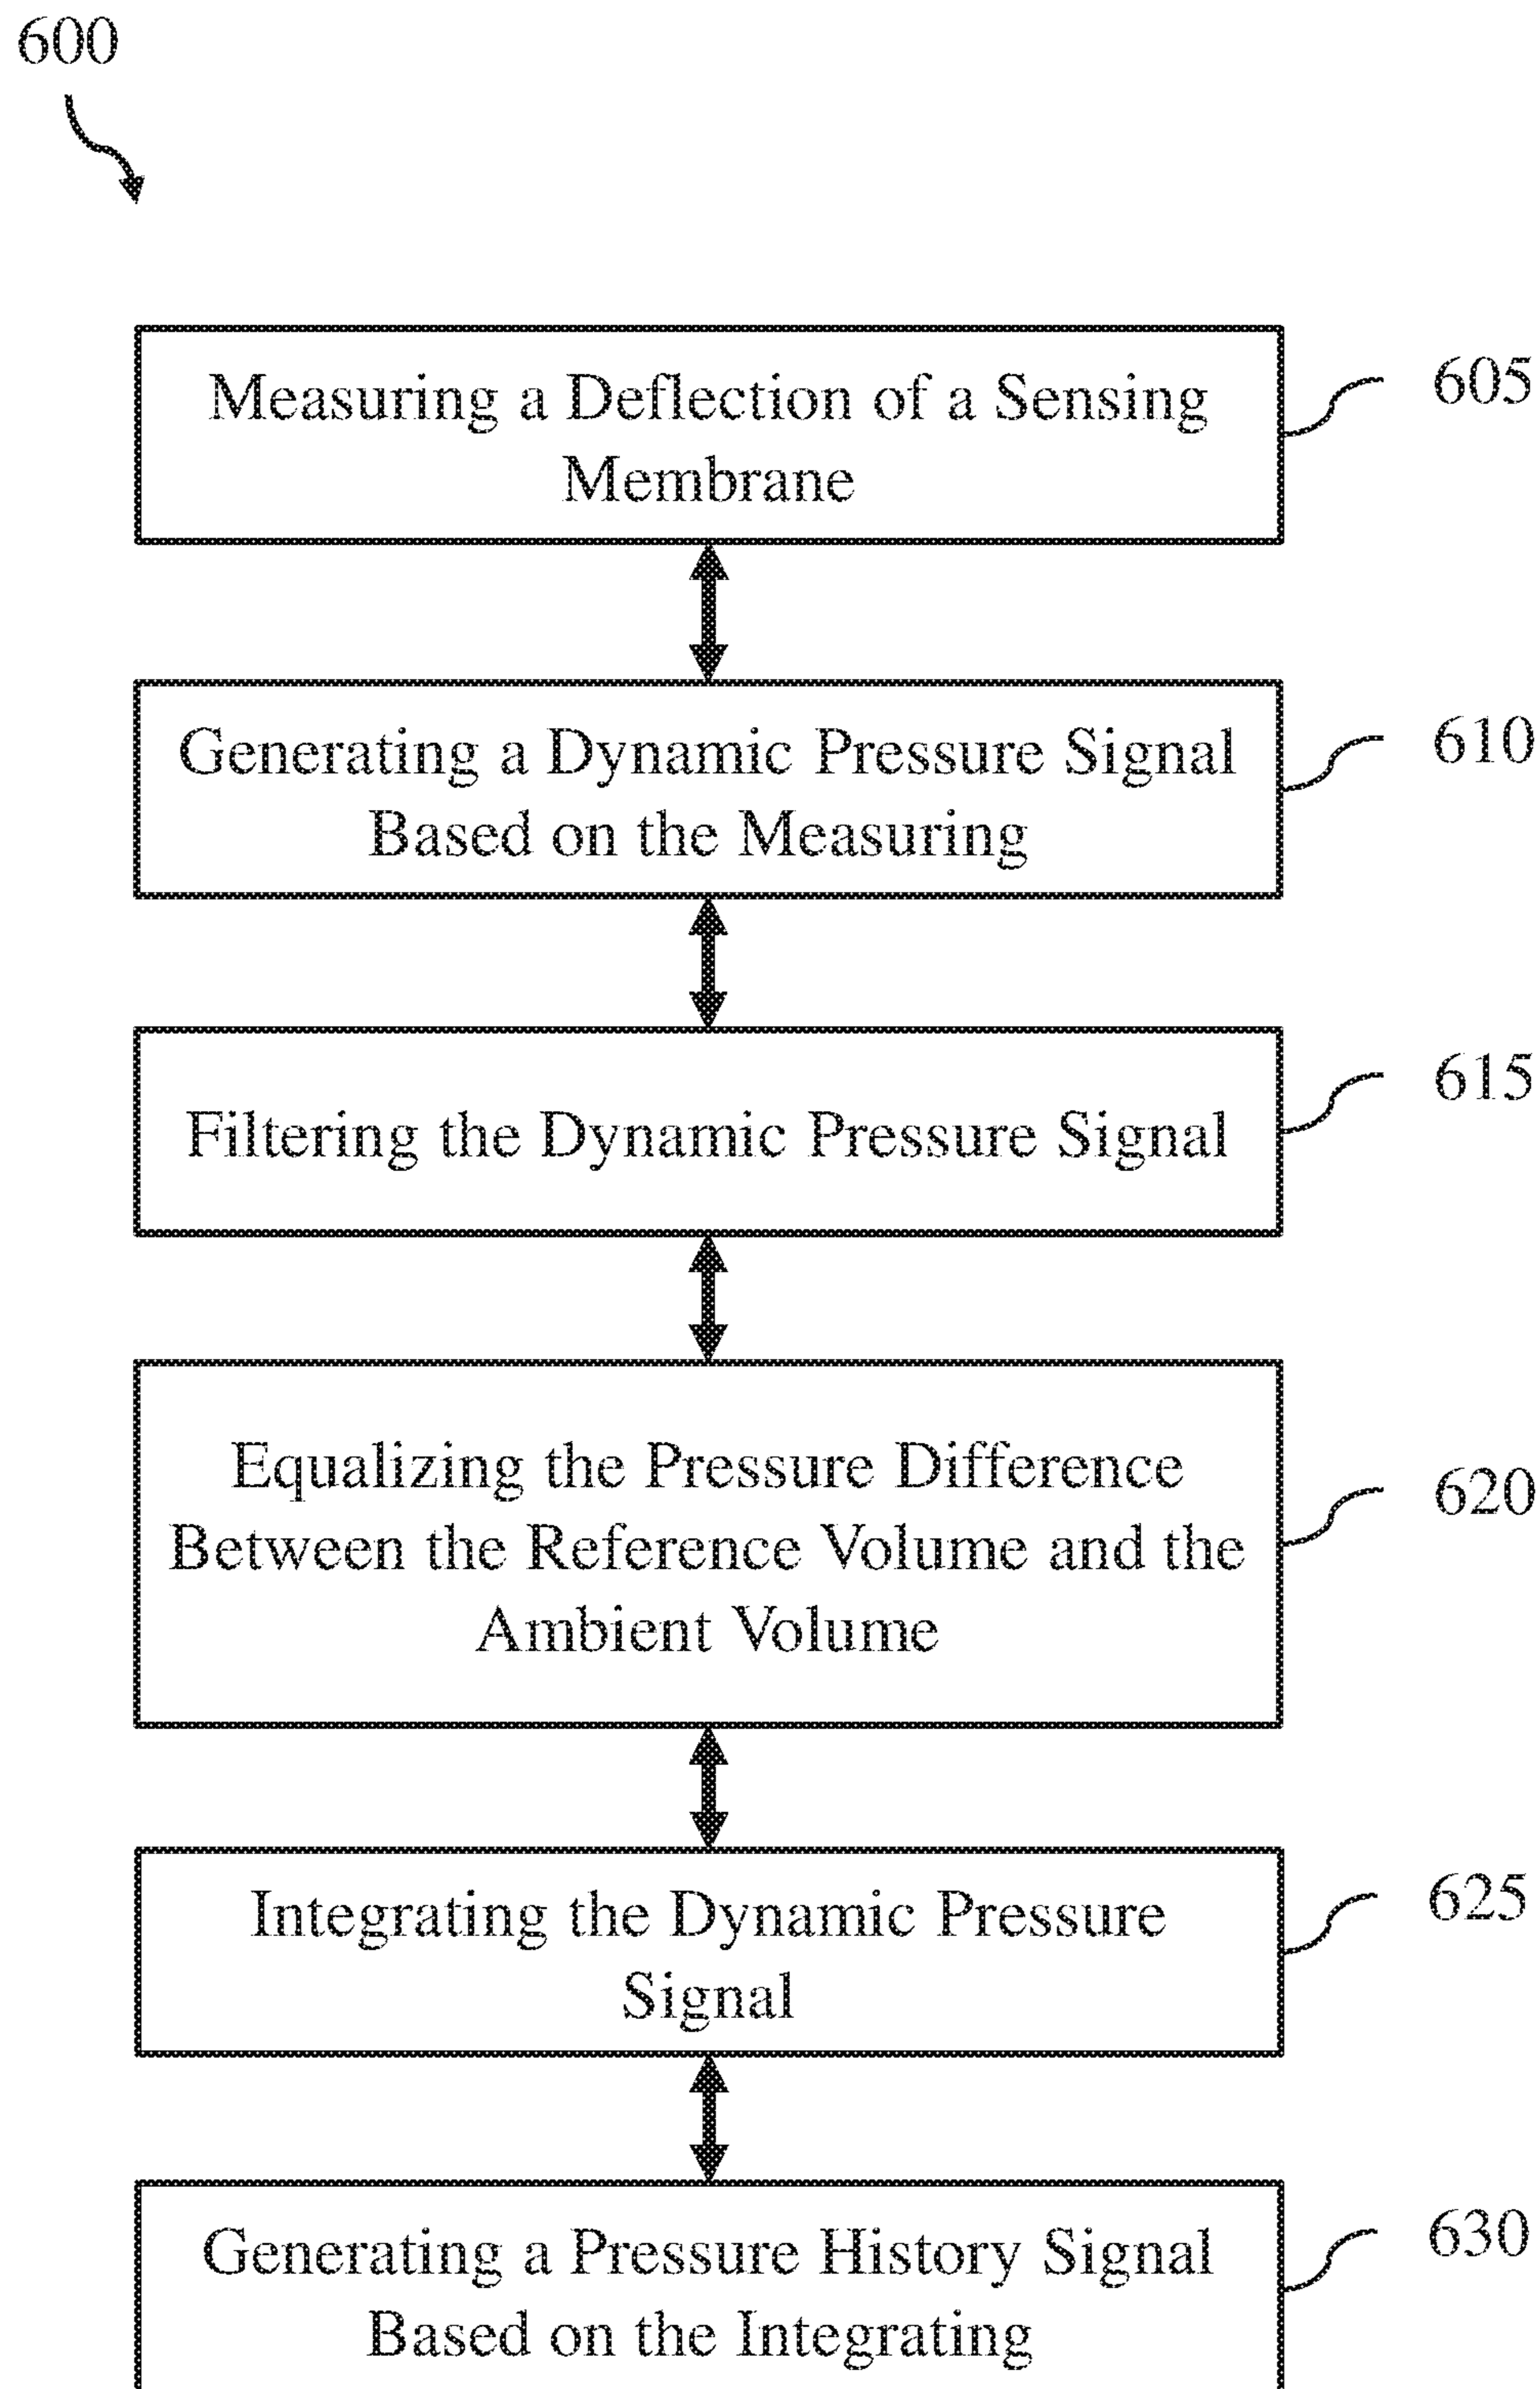 600
Measuring a Deflection of a Sensing
Membrane
605
Generating a Dynamic Pressure Signal
Based on the Measuring
610
Filtering the Dynamic Pressure Signal
615
Equalizing the Pressure Difference
Between the Reference Volume and the
Ambient Volume
620
Integrating the Dynamic Pressure
Signal
625
Generating a Pressure History Signal
Based on the Integrating
630